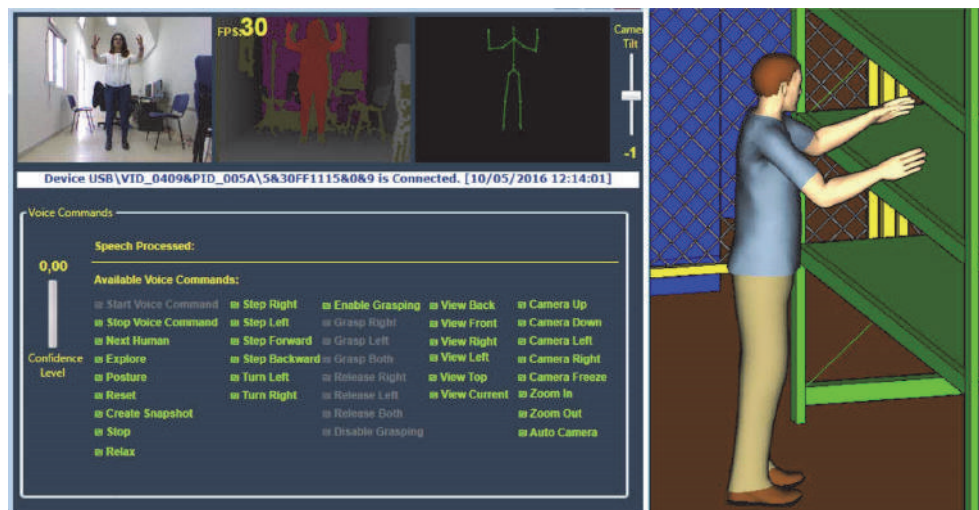 FPS:30
Camer
Tilt
-1
Device USB\VID_0409&PID_005A\5&30FF1115&0&9 is Connected. [10/05/2016 12:14:01]
Voice Commands
Speech Processed:
0,00
Available Voice Commands:
Confidence
Level
Start Voice Command
Stop Voice Command
Next Human
Explore
Posture
Reset
Create Snapshot
Stop
Relax
Step Right
Step Left
Step Forward
Step Backward
Turn Left
Turn Right
Enable Grasping
Grasp Right
Grasp Left
Grasp Both
Release Right
Release Left
Release Both
Disable Grasping
View Back
View Front
View Right
View Left
View Top
View Current
Camera Up
Camera Down
Camera Left
Camera Right
Camera Freeze
Zoom In
Zoom Out
Auto Camera